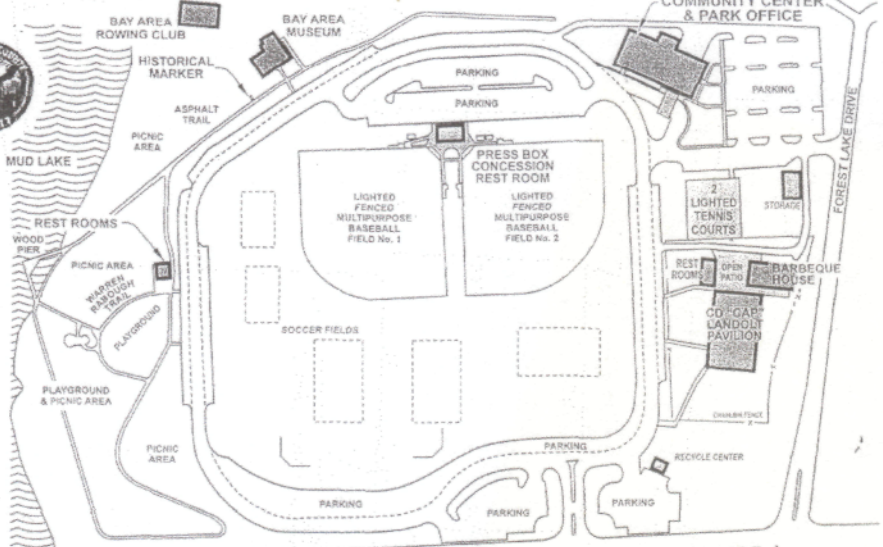 COMMUNITY CENTER
& PARK OFFICE
BAY AREA
ROWING CLUB
BAY AREA
MUSEUM
HISTORICAL
MARKER
PARKING
PARKING
PARKING
ASPHALT
TRAIL
PICNIC
AREA
MUD LAKE
PRESS BOX
CONCESSION
REST ROOM
LIGHTED
FENCED
MULTIPURPOSE
BASEBALL
FIELD No. 1
LIGHTED
FENCED
MULTIPURPOSE
BASEBALL
FIELD No. 2
2
LIGHTED
TENNIS
COURTS
STORAGE
FOREST LAKE DRIVE
REST ROOMS
WOOD
PIER
PICNIC AREA
WARREN
RABOUGH
TRAIL
PLAYGROUND
REST
ROOMS
OPEN
PATIO
BARBEQUE
HOUSE
CD "CAP"
LANDOLT
PAVILION
SOCCER FIELDS
PLAYGROUND
& PICNIC AREA
CHAINLINK FENCE
PICNIC
AREA
PARKING
RECYCLE CENTER
PARKING
PARKING
PARKING